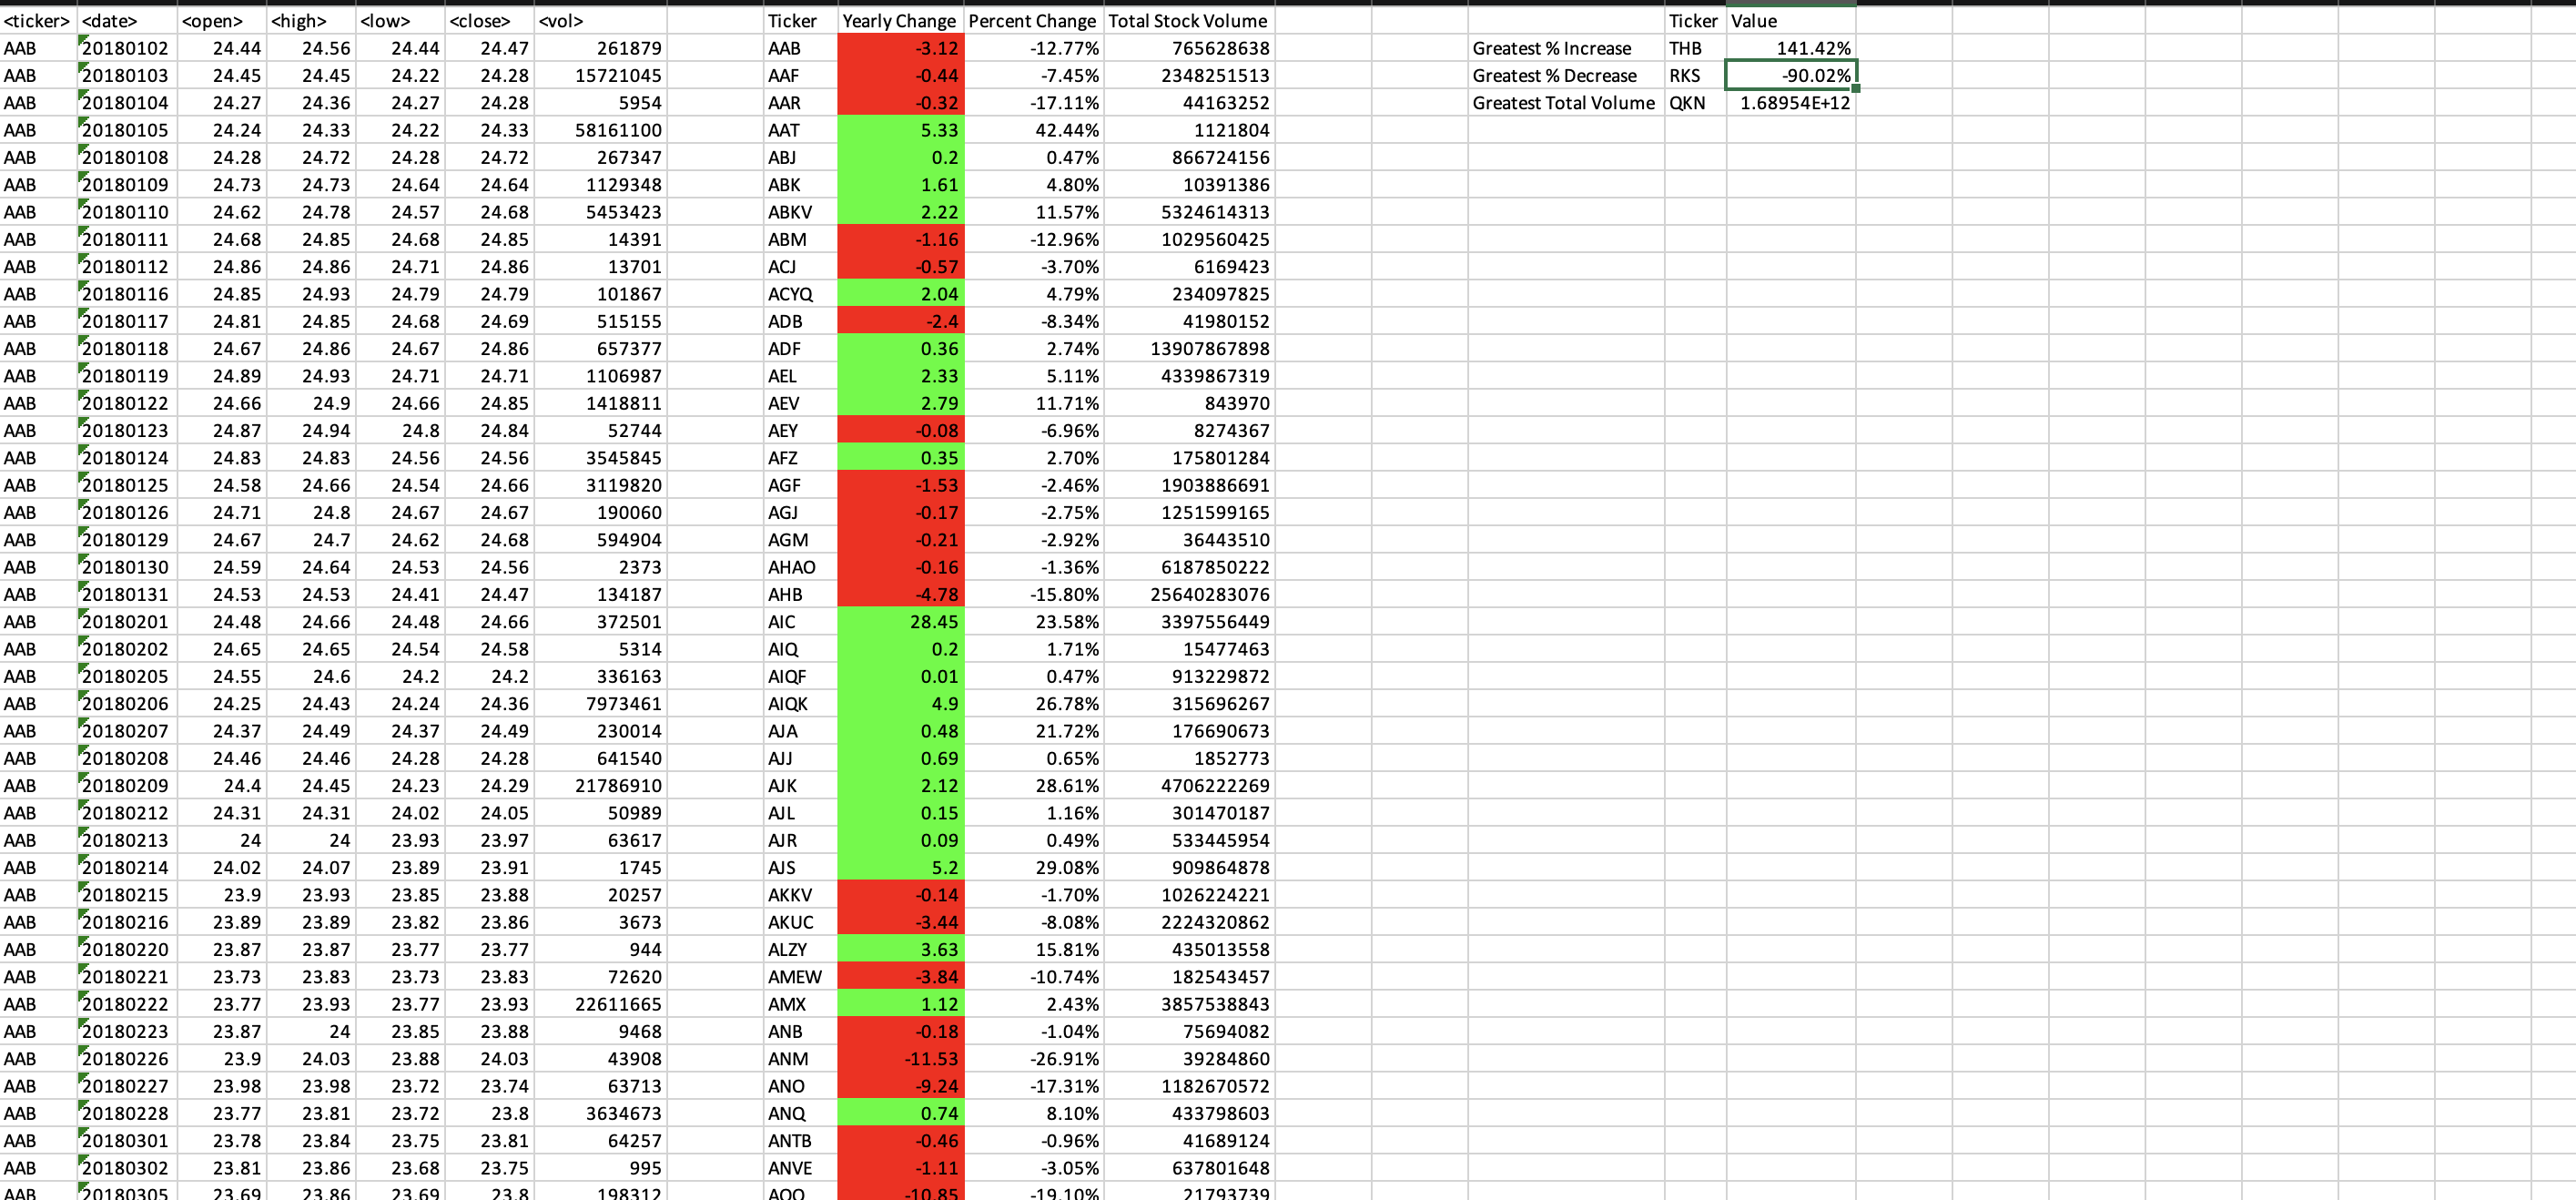 <ticker> <date> <open> <high> <low> <close> <vol> Ticker Yearly Change Percent Change Total Stock Volume Ticker Value
AAB 20180102 24.44 24.56 24.44 24.47 261879 AAB -3.12 -12.77% 765628638 Greatest % Increase THB 141.42%
AAB 20180103 24.45 24.45 24.22 24.28 15721045 AAF -0.44 -7.45% 2348251513 Greatest % Decrease RKS -90.02%
AAB 20180104 24.27 24.36 24.27 24.28 5954 AAR -0.32 -17.11% 44163252 Greatest Total Volume QKN 1.68954E+12
AAB 20180105 24.24 24.33 24.22 24.33 58161100 AAT 5.33 42.44% 1121804
AAB 20180108 24.28 24.72 24.28 24.72 267347 ABJ 0.2 0.47% 866724156
AAB 20180109 24.73 24.73 24.64 24.64 1129348 ABK 1.61 4.80% 10391386
AAB 20180110 24.62 24.78 24.57 24.68 5453423 ABKV 2.22 11.57% 5324614313
AAB 20180111 24.68 24.85 24.68 24.85 14391 ABM -1.16 -12.96% 1029560425
AAB 20180112 24.86 24.86 24.71 24.86 13701 ACJ -0.57 -3.70% 6169423
AAB 20180116 24.85 24.93 24.79 24.79 101867 ACYQ 2.04 4.79% 234097825
AAB 20180117 24.81 24.85 24.68 24.69 515155 ADB -2.4 -8.34% 41980152
AAB 20180118 24.67 24.86 24.67 24.86 657377 ADF 0.36 2.74% 13907867898
AAB 20180119 24.89 24.93 24.71 24.71 1106987 AEL 2.33 5.11% 4339867319
AAB 20180122 24.66 24.9 24.66 24.85 1418811 AEV 2.79 11.71% 843970
AAB 20180123 24.87 24.94 24.8 24.84 52744 AEY -0.08 -6.96% 8274367
AAB 20180124 24.83 24.83 24.56 24.56 3545845 AFZ 0.35 2.70% 175801284
AAB 20180125 24.58 24.66 24.54 24.66 3119820 AGF -1.53 -2.46% 1903886691
AAB 20180126 24.71 24.8 24.67 24.67 190060 AGJ -0.17 -2.75% 1251599165
AAB 20180129 24.67 24.7 24.62 24.68 594904 AGM -0.21 -2.92% 36443510
AAB 20180130 24.59 24.64 24.53 24.56 2373 AHAO -0.16 -1.36% 6187850222
AAB 20180131 24.53 24.53 24.41 24.47 134187 AHB -4.78 -15.80% 25640283076
AAB 20180201 24.48 24.66 24.48 24.66 372501 AIC 28.45 23.58% 3397556449
AAB 20180202 24.65 24.65 24.54 24.58 5314 AIQ 0.2 1.71% 15477463
AAB 20180205 24.55 24.6 24.2 24.2 336163 AIQF 0.01 0.47% 913229872
AAB 20180206 24.25 24.43 24.24 24.36 7973461 AIQK 4.9 26.78% 315696267
AAB 20180207 24.37 24.49 24.37 24.49 230014 AJA 0.48 21.72% 176690673
AAB 20180208 24.46 24.46 24.28 24.28 641540 AJJ 0.69 0.65% 1852773
AAB 20180209 24.4 24.45 24.23 24.29 21786910 AJK 2.12 28.61% 4706222269
AAB 20180212 24.31 24.31 24.02 24.05 50989 AJL 0.15 1.16% 301470187
AAB 20180213 24 24 23.93 23.97 63617 AJR 0.09 0.49% 533445954
AAB 20180214 24.02 24.07 23.89 23.91 1745 AJS 5.2 29.08% 909864878
AAB 20180215 23.9 23.93 23.85 23.88 20257 AKKV -0.14 -1.70% 1026224221
AAB 20180216 23.89 23.89 23.82 23.86 3673 AKUC -3.44 -8.08% 2224320862
AAB 20180220 23.87 23.87 23.77 23.77 944 ALZY 3.63 15.81% 435013558
AAB 20180221 23.73 23.83 23.73 23.83 72620 AMEW -3.84 -10.74% 182543457
AAB 20180222 23.77 23.93 23.77 23.93 22611665 AMX 1.12 2.43% 3857538843
AAB 20180223 23.87 24 23.85 23.88 9468 ANB -0.18 -1.04% 75694082
AAB 20180226 23.9 24.03 23.88 24.03 43908 ANM -11.53 -26.91% 39284860
AAB 20180227 23.98 23.98 23.72 23.74 63713 ANO -9.24 -17.31% 1182670572
AAB 20180228 23.77 23.81 23.72 23.8 3634673 ANQ 0.74 8.10% 433798603
AAB 20180301 23.78 23.84 23.75 23.81 64257 ANTB -0.46 -0.96% 41689124
AAB 20180302 23.81 23.86 23.68 23.75 995 ANVE -1.11 -3.05% 637801648
AAB 20180305 23.69 23.86 23.69 23.8 198312 -10.85 -19.10% 21793739